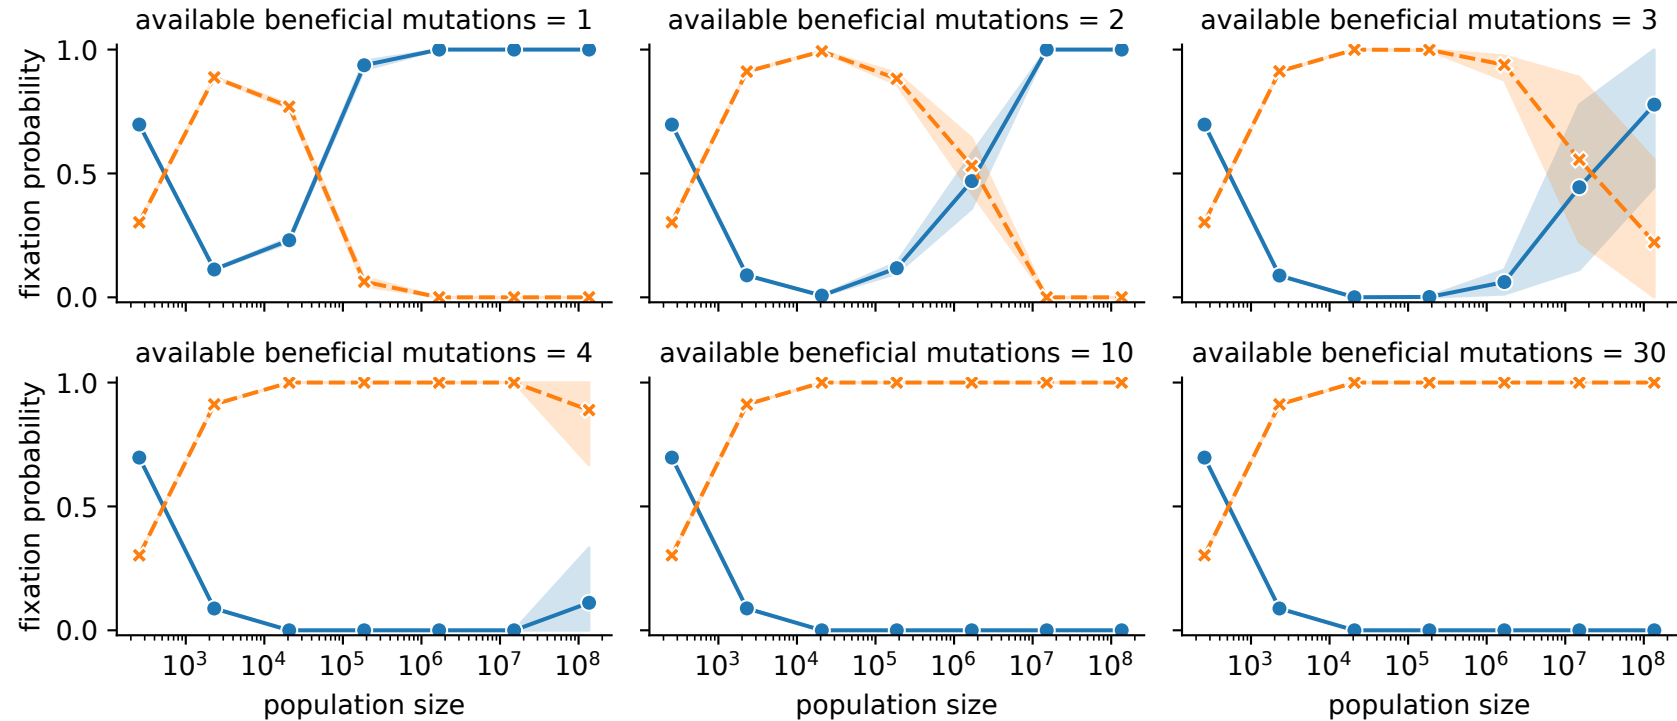 available beneficial mutations = 1
available beneficial mutations = 2
available beneficial mutations = 3
fixation probability
1.0
0.5
0.0
available beneficial mutations = 4
available beneficial mutations = 10
available beneficial mutations = 30
fixation probability
1.0
0.5
0.0
10³ 10⁴ 10⁵ 10⁶ 10⁷ 10⁸
10³ 10⁴ 10⁵ 10⁶ 10⁷ 10⁸
10³ 10⁴ 10⁵ 10⁶ 10⁷ 10⁸
population size
population size
population size